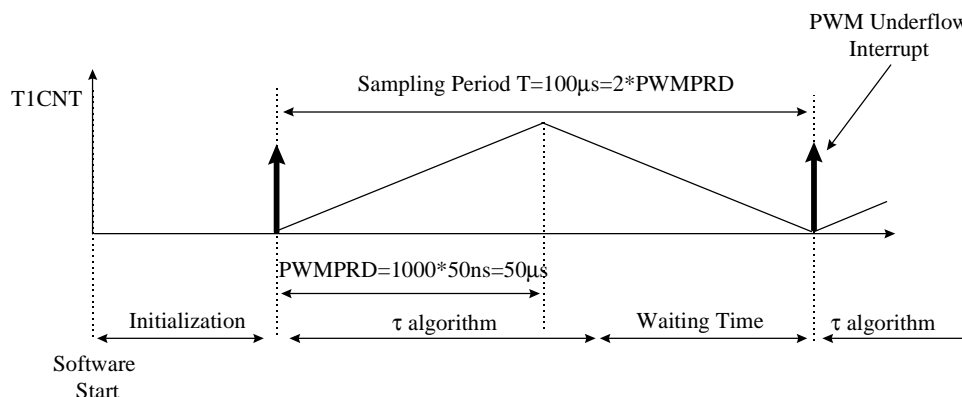 PWM Underflow
Interrupt
Sampling Period T=100µs=2*PWMPRD
T1CNT
PWMPRD=1000*50ns=50µs
Initialization
τ algorithm
Waiting Time
τ algorithm
Software
Start